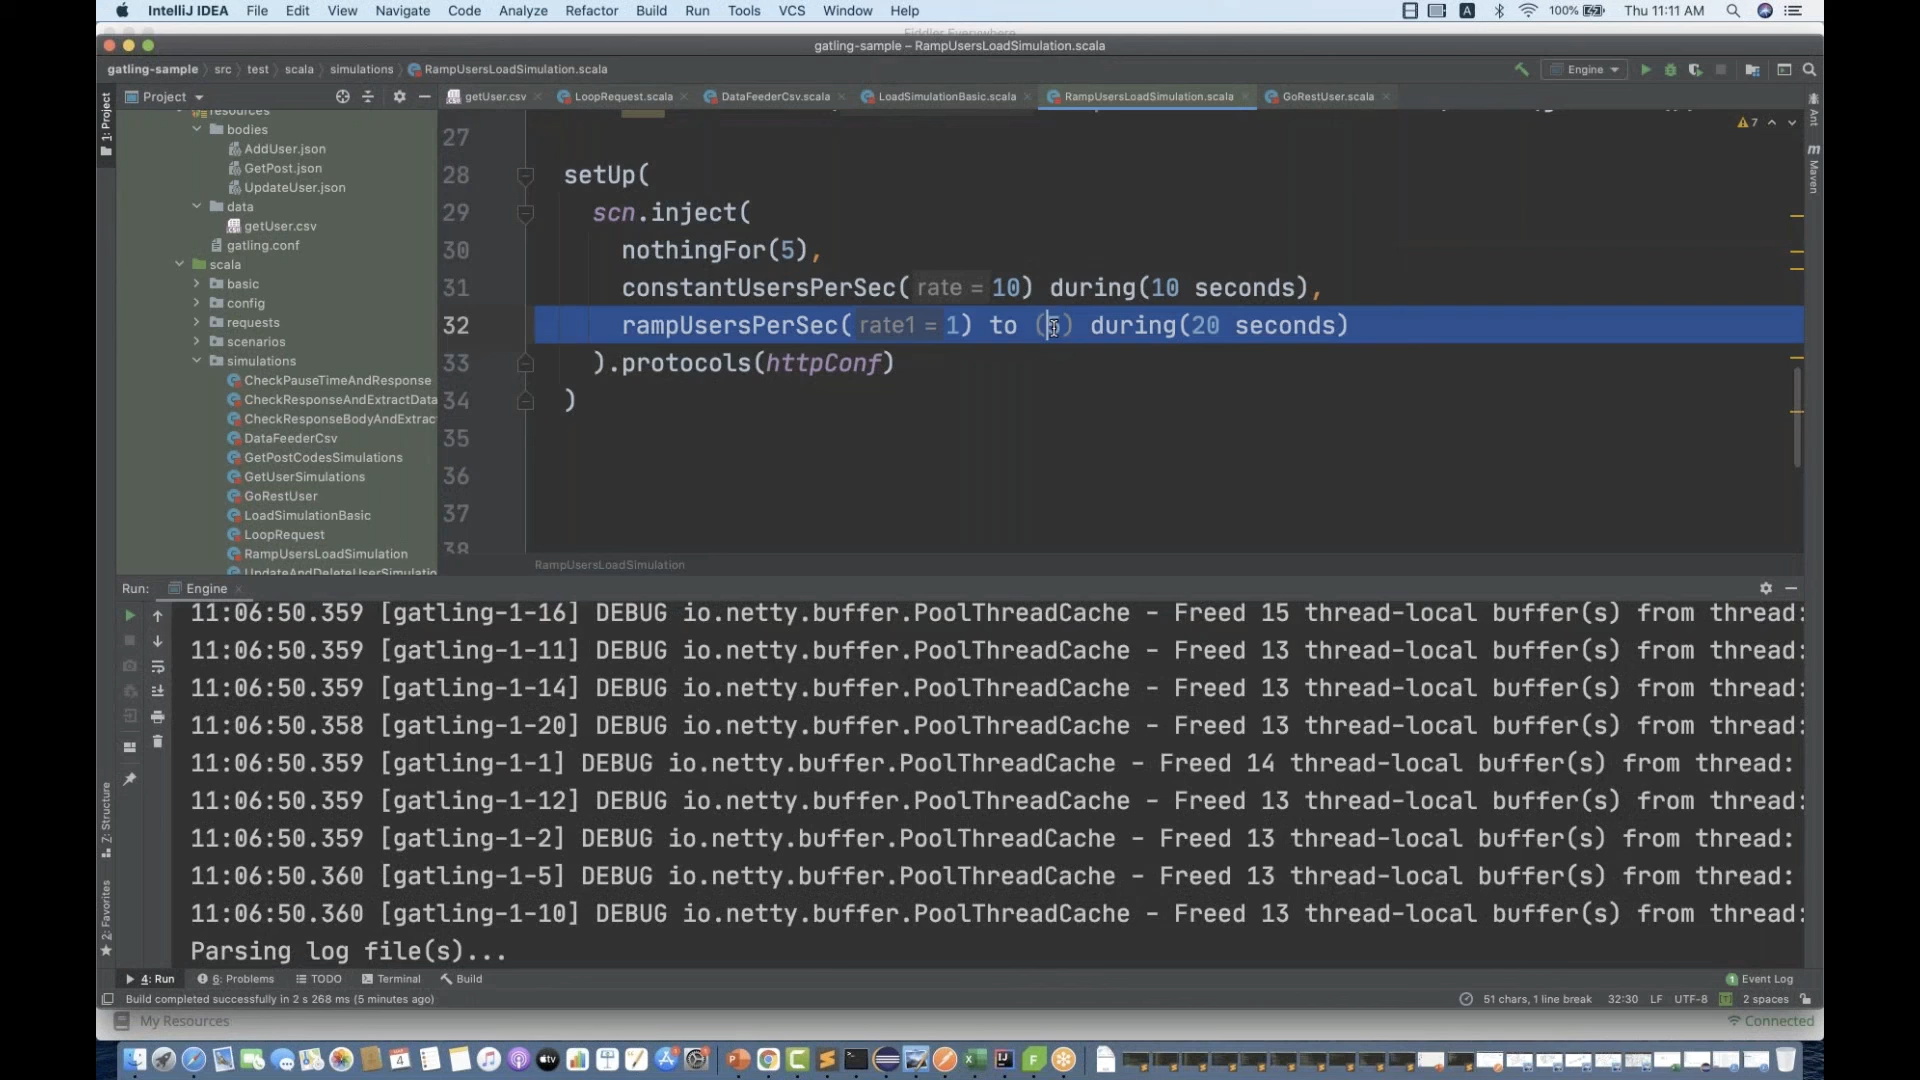 IntelliJ IDEA File Edit View Navigate Code Analyze Refactor Build Run Tools VCS Window Help 100% Thu 11:11 AM
Fiddler Everywhere
gatling-sample – RampUsersLoadSimulation.scala
gatling-sample src test scala simulations RampUsersLoadSimulation.scala Engine
Project getUser.csv LoopRequest.scala DataFeederCsv.scala LoadSimulationBasic.scala RampUsersLoadSimulation.scala GoRestUser.scala
1: Project
Ant
Maven
7
resources
bodies
AddUser.json
GetPost.json
UpdateUser.json
data
getUser.csv
gatling.conf
scala
basic
config
requests
scenarios
simulations
CheckPauseTimeAndResponse
CheckResponseAndExtractData
CheckResponseBodyAndExtrac
DataFeederCsv
GetPostCodesSimulations
GetUserSimulations
GoRestUser
LoadSimulationBasic
LoopRequest
RampUsersLoadSimulation
UpdateAndDeleteUserSimulatio
27
28 setUp(
29 scn.inject(
30 nothingFor(5),
31 constantUsersPerSec( rate = 10) during(10 seconds),
32 rampUsersPerSec( rate1 = 1) to (5) during(20 seconds)
33 ).protocols(httpConf)
34 )
35
36
37
38
RampUsersLoadSimulation
Run: Engine
11:06:50.359 [gatling-1-16] DEBUG io.netty.buffer.PoolThreadCache - Freed 15 thread-local buffer(s) from thread:
11:06:50.359 [gatling-1-11] DEBUG io.netty.buffer.PoolThreadCache - Freed 13 thread-local buffer(s) from thread:
11:06:50.359 [gatling-1-14] DEBUG io.netty.buffer.PoolThreadCache - Freed 13 thread-local buffer(s) from thread:
11:06:50.358 [gatling-1-20] DEBUG io.netty.buffer.PoolThreadCache - Freed 13 thread-local buffer(s) from thread:
11:06:50.359 [gatling-1-1] DEBUG io.netty.buffer.PoolThreadCache - Freed 14 thread-local buffer(s) from thread:
11:06:50.359 [gatling-1-12] DEBUG io.netty.buffer.PoolThreadCache - Freed 13 thread-local buffer(s) from thread:
11:06:50.359 [gatling-1-2] DEBUG io.netty.buffer.PoolThreadCache - Freed 13 thread-local buffer(s) from thread:
11:06:50.360 [gatling-1-5] DEBUG io.netty.buffer.PoolThreadCache - Freed 13 thread-local buffer(s) from thread:
11:06:50.360 [gatling-1-10] DEBUG io.netty.buffer.PoolThreadCache - Freed 13 thread-local buffer(s) from thread:
Parsing log file(s)...
Z: Structure
2: Favorites
4: Run 6: Problems TODO Terminal Build 1 Event Log
Build completed successfully in 2 s 268 ms (5 minutes ago) 51 chars, 1 line break 32:30 LF UTF-8 2 spaces
My Resources Connected